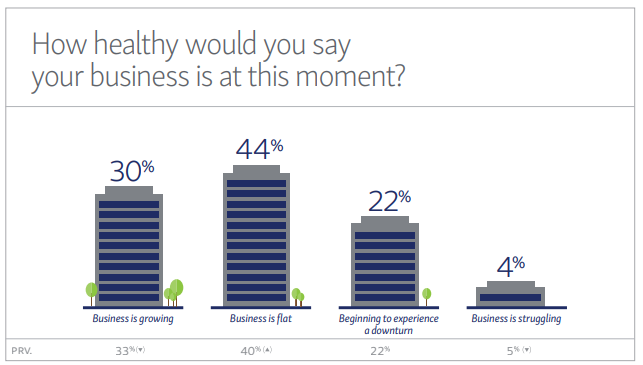 How healthy would you say
your business is at this moment?
30% 44% 22% 4%
Business is growing Business is flat Beginning to experience Business is struggling
a downturn
PRV. 33% (▼) 40% (▲) 22% 5% (▼)